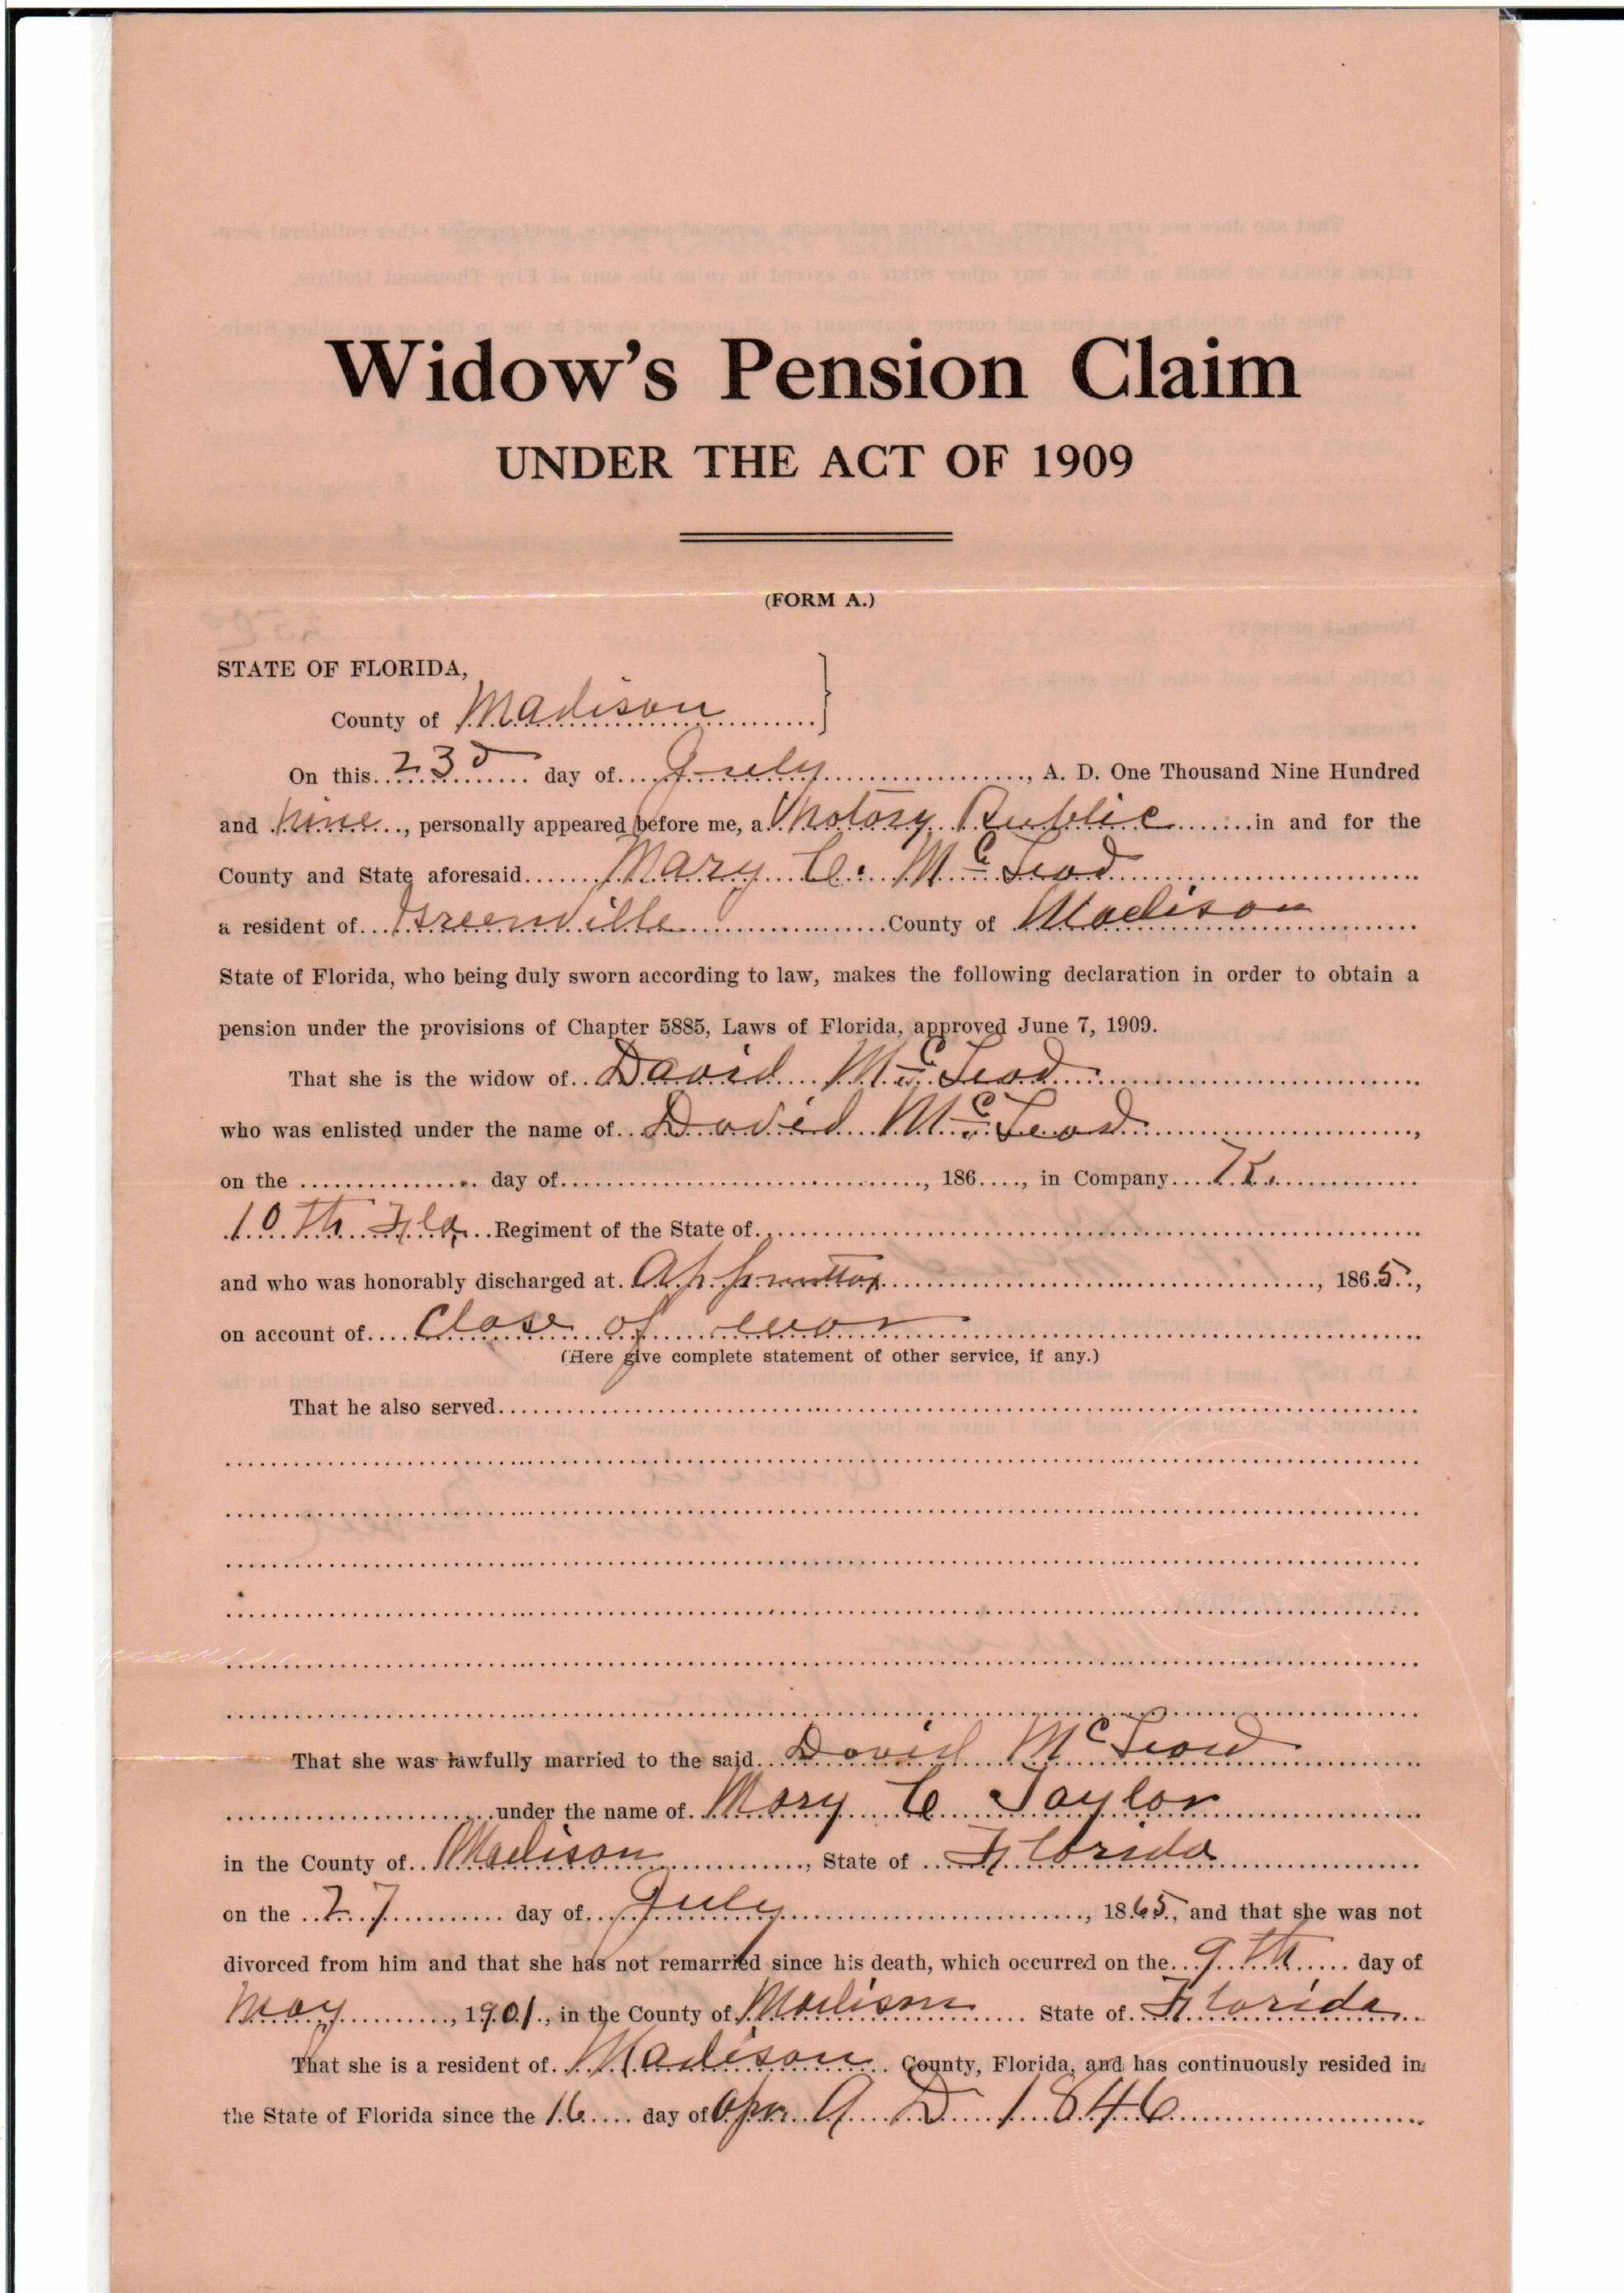 Widow's Pension Claim
UNDER THE ACT OF 1909
(FORM A.)
STATE OF FLORIDA,
County of Madison
On this 23d day of July, A. D. One Thousand Nine Hundred
and nine, personally appeared before me, a Notary Public in and for the
County and State aforesaid Mary C. McLeod
a resident of Greenville County of Madison
State of Florida, who being duly sworn according to law, makes the following declaration in order to obtain a
pension under the provisions of Chapter 5885, Laws of Florida, approved June 7, 1909.
That she is the widow of David McLeod
who was enlisted under the name of David McLeod,
on the day of, 186, in Company K.
10th Fla. Regiment of the State of
and who was honorably discharged at Appomattox, 1865,
on account of Close of war
(Here give complete statement of other service, if any.)
That he also served
That she was lawfully married to the said David McLeod
under the name of Mary C Taylor
in the County of Madison, State of Florida
on the 27 day of July, 1865, and that she was not
divorced from him and that she has not remarried since his death, which occurred on the 9th day of
May, 1901, in the County of Madison State of Florida
That she is a resident of Madison County, Florida, and has continuously resided in
the State of Florida since the 16 day of Apr. A D 1846